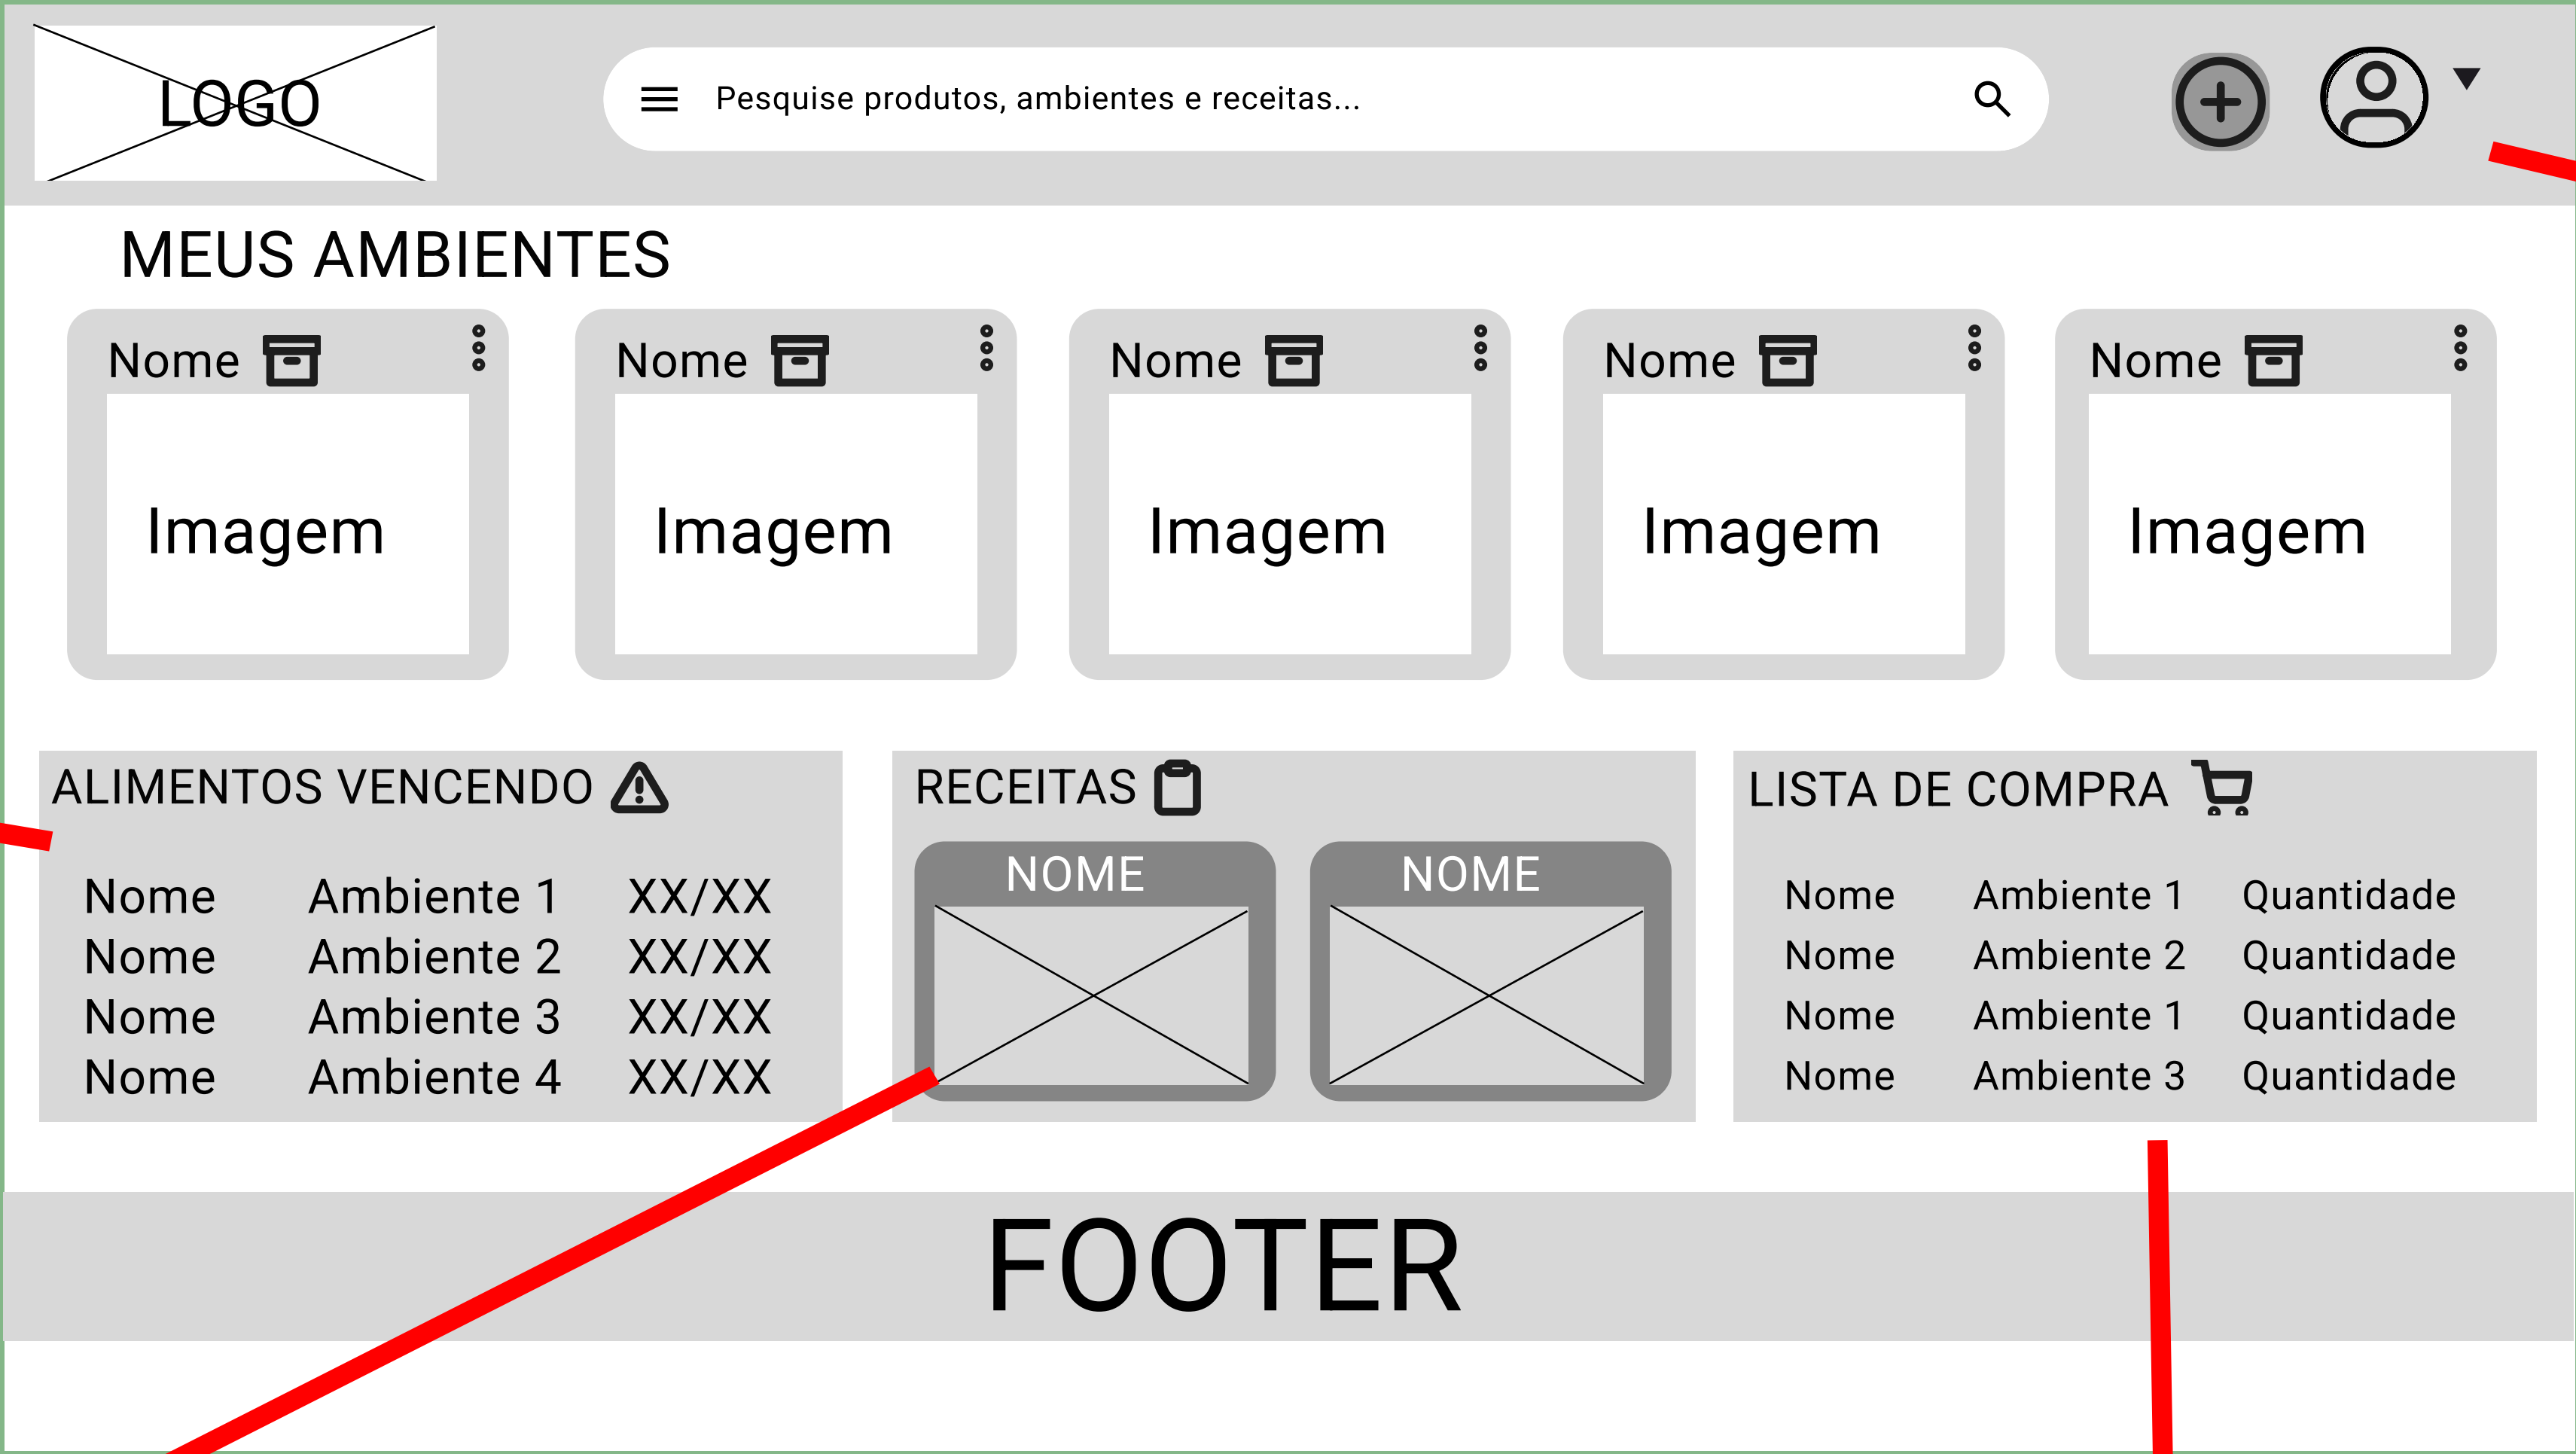 LOGO
Pesquise produtos, ambientes e receitas...
MEUS AMBIENTES
Nome
Nome
Nome
Nome
Nome
Imagem
Imagem
Imagem
Imagem
Imagem
ALIMENTOS VENCENDO
Nome Ambiente 1 XX/XX
Nome Ambiente 2 XX/XX
Nome Ambiente 3 XX/XX
Nome Ambiente 4 XX/XX
RECEITAS
NOME
NOME
LISTA DE COMPRA
Nome Ambiente 1 Quantidade
Nome Ambiente 2 Quantidade
Nome Ambiente 1 Quantidade
Nome Ambiente 3 Quantidade
FOOTER